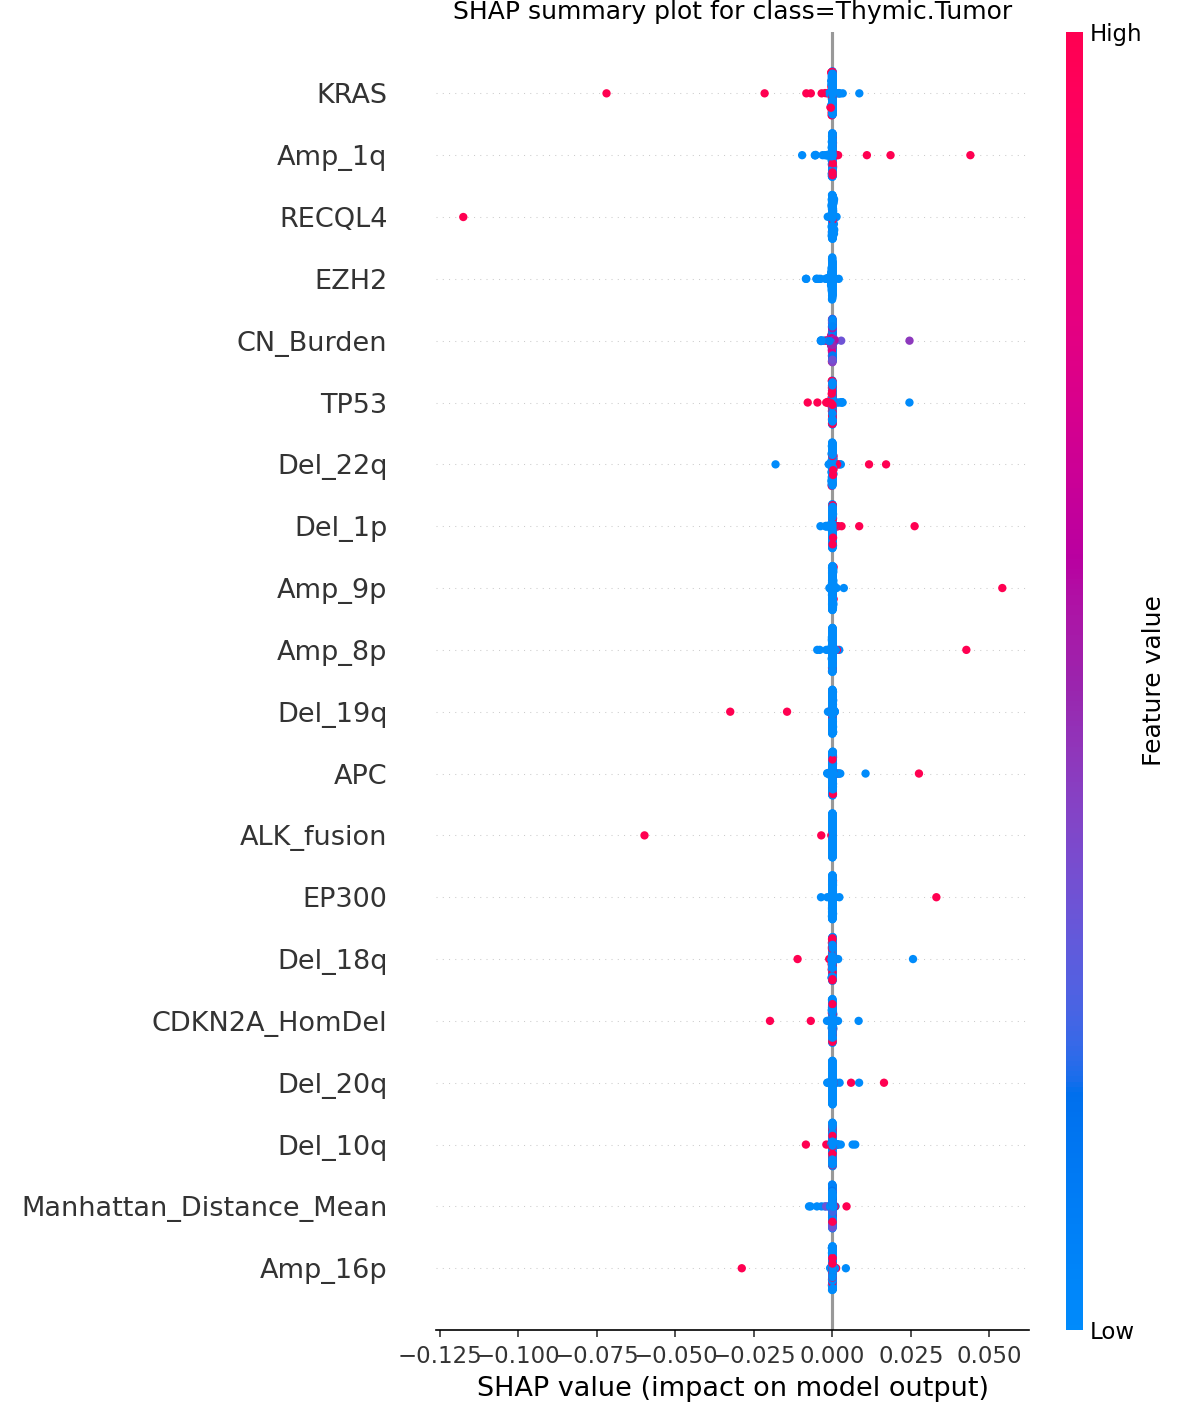 SHAP summary plot for class=Thymic.Tumor
High
KRAS
Amp_1q
RECQL4
EZH2
CN_Burden
TP53
Del_22q
Del_1p
Amp_9p
Amp_8p
Del_19q
APC
ALK_fusion
EP300
Del_18q
CDKN2A_HomDel
Del_20q
Del_10q
Manhattan_Distance_Mean
Amp_16p
Feature value
Low
−0.125 −0.100 −0.075 −0.050 −0.025 0.000 0.025 0.050
SHAP value (impact on model output)